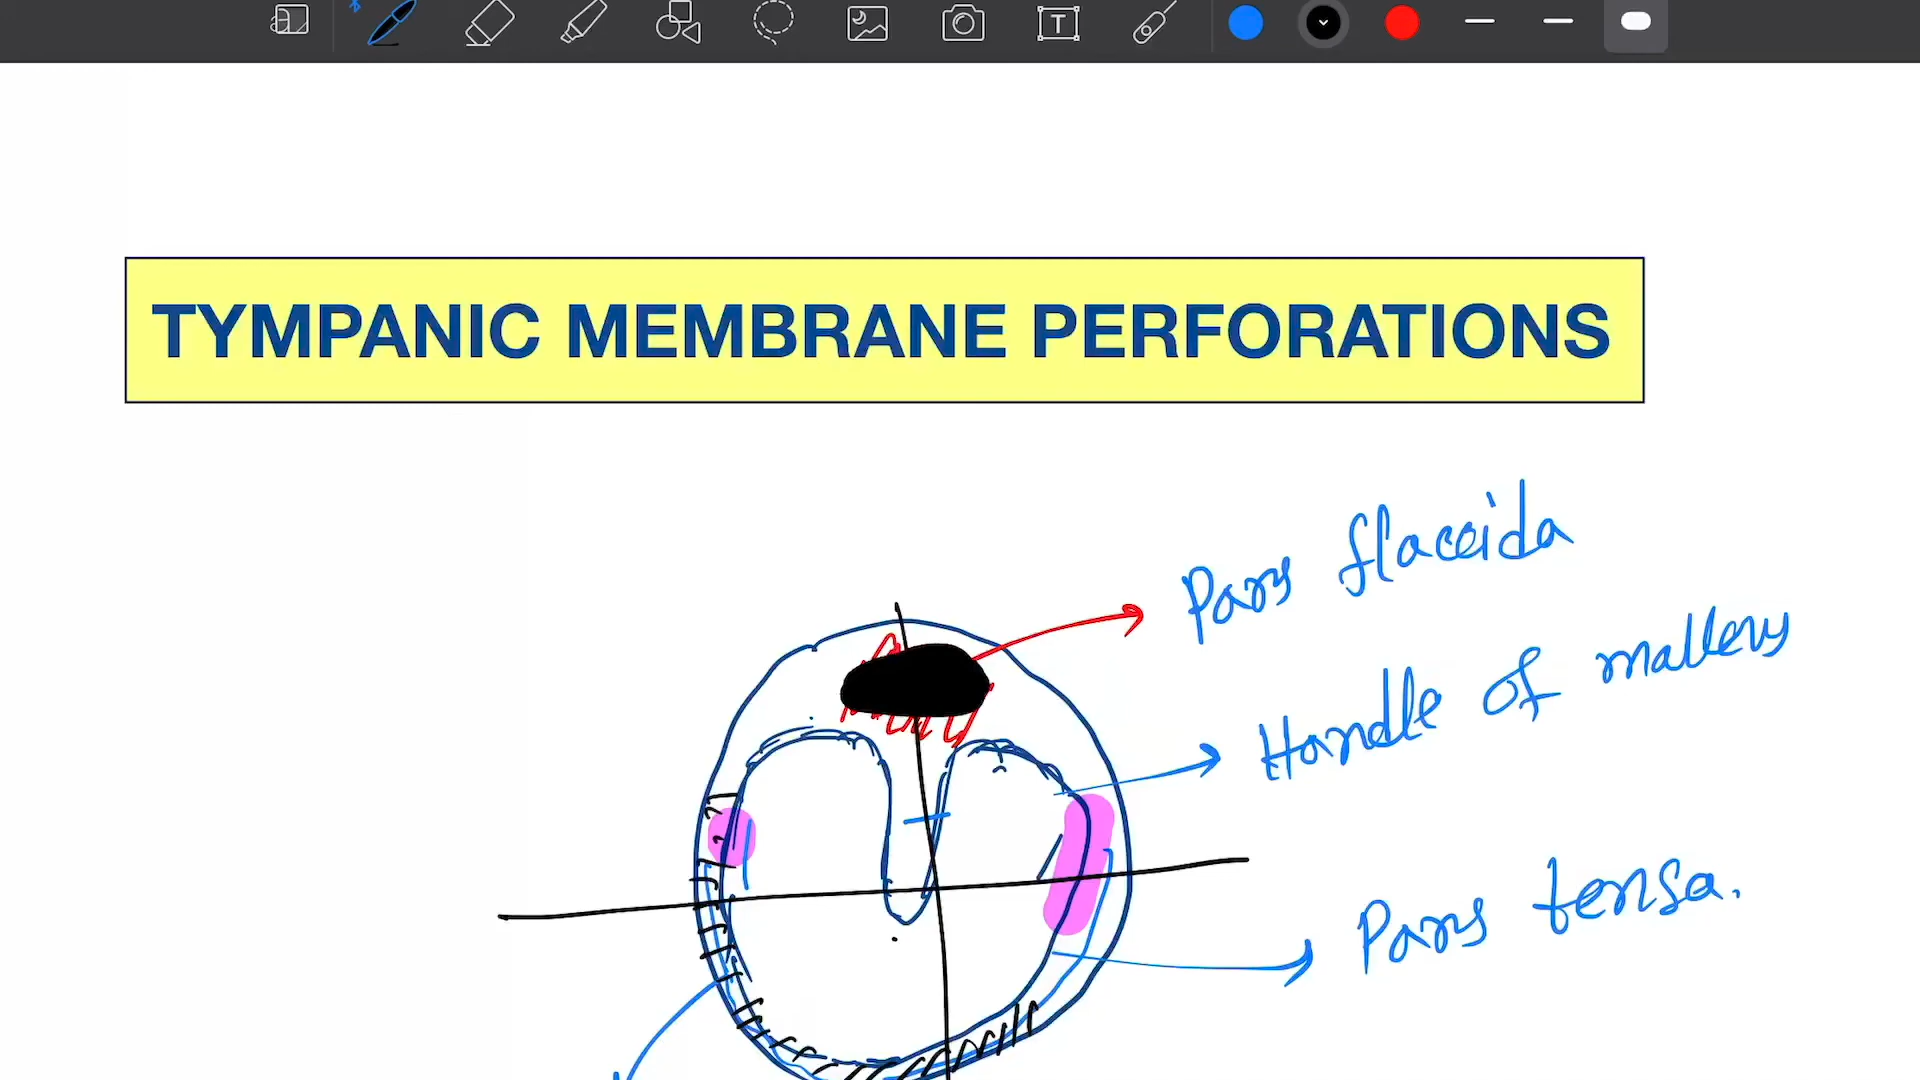 TYMPANIC MEMBRANE PERFORATIONS
Pars flaccida
Handle of malleus
Pars tensa.